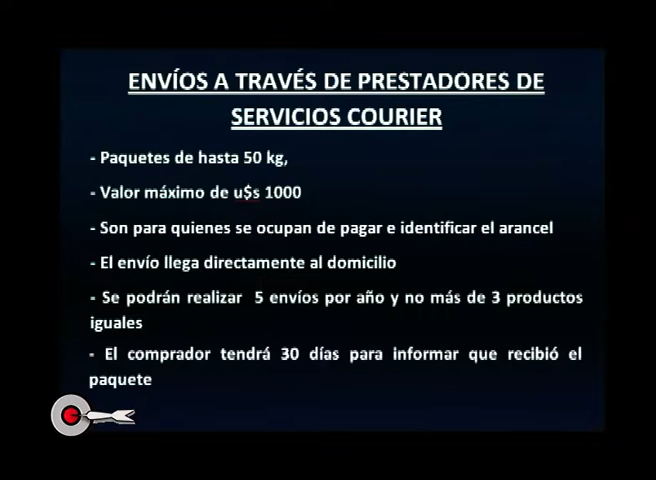 ENVÍOS A TRAVÉS DE PRESTADORES DE
SERVICIOS COURIER
- Paquetes de hasta 50 kg,
- Valor máximo de u$s 1000
- Son para quienes se ocupan de pagar e identificar el arancel
- El envío llega directamente al domicilio
- Se podrán realizar 5 envíos por año y no más de 3 productos
iguales
- El comprador tendrá 30 días para informar que recibió el
paquete